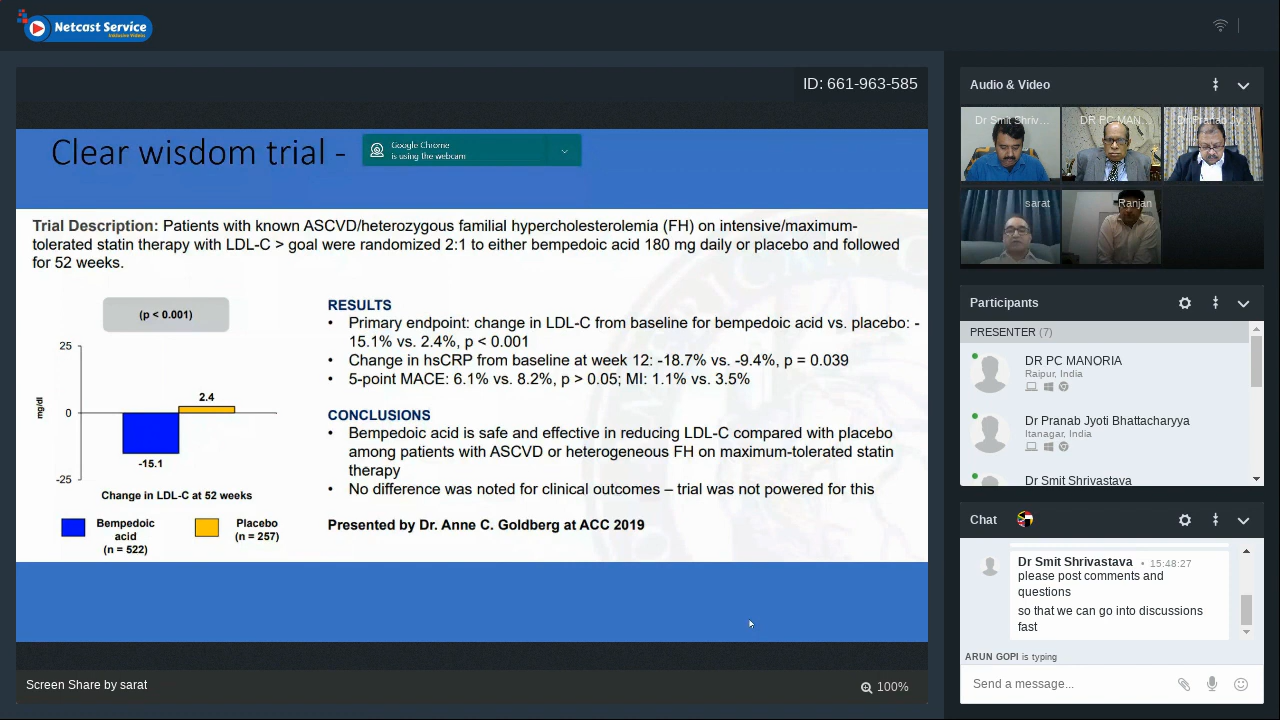 Netcast Service
ID: 661-963-585
Clear wisdom trial -
Google Chrome
is using the webcam
Trial Description: Patients with known ASCVD/heterozygous familial hypercholesterolemia (FH) on intensive/maximum-
tolerated statin therapy with LDL-C > goal were randomized 2:1 to either bempedoic acid 180 mg daily or placebo and followed
for 52 weeks.
(p < 0.001)
25
2.4
mg/dl
0
-15.1
-25
Change in LDL-C at 52 weeks
Bempedoic
acid
(n = 522)
Placebo
(n = 257)
RESULTS
• Primary endpoint: change in LDL-C from baseline for bempedoic acid vs. placebo: -
15.1% vs. 2.4%, p < 0.001
• Change in hsCRP from baseline at week 12: -18.7% vs. -9.4%, p = 0.039
• 5-point MACE: 6.1% vs. 8.2%, p > 0.05; MI: 1.1% vs. 3.5%
CONCLUSIONS
• Bempedoic acid is safe and effective in reducing LDL-C compared with placebo
among patients with ASCVD or heterogeneous FH on maximum-tolerated statin
therapy
• No difference was noted for clinical outcomes – trial was not powered for this
Presented by Dr. Anne C. Goldberg at ACC 2019
Screen Share by sarat
100%
Audio & Video
Dr Smit Shriv...
DR PC MAN...
Dr Pranab Jy...
sarat
Ranjan
Participants
PRESENTER (7)
DR PC MANORIA
Raipur, India
Dr Pranab Jyoti Bhattacharyya
Itanagar, India
Dr Smit Shrivastava
Chat
Dr Smit Shrivastava • 15:48:27
please post comments and
questions
so that we can go into discussions
fast
ARUN GOPI is typing
Send a message...